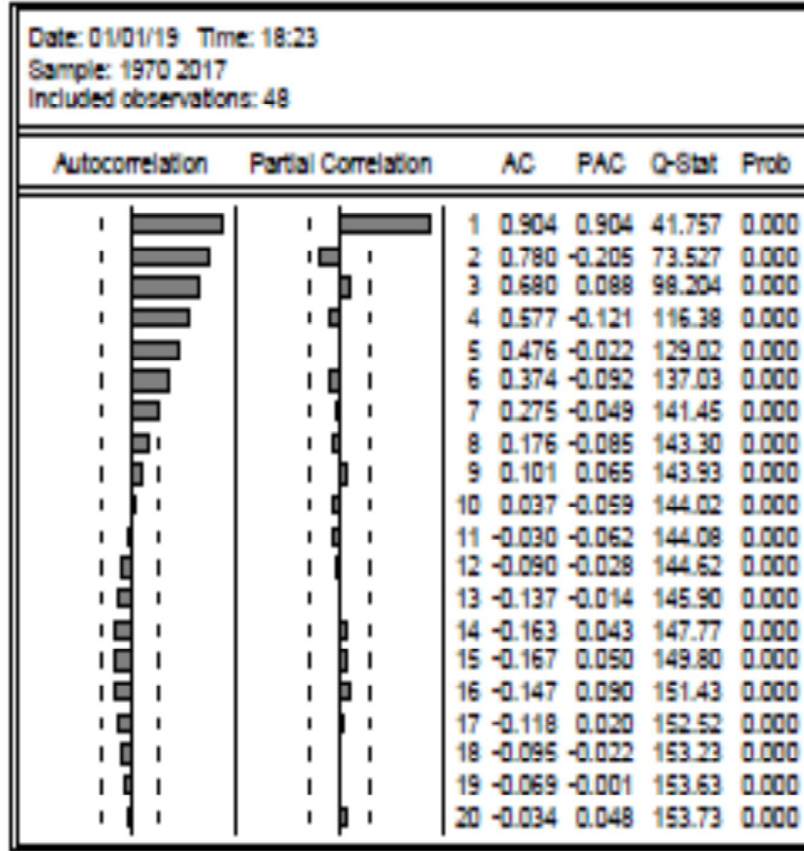 Date: 01/01/19 Time: 18:23
Sample: 1970 2017
Included observations: 48
Autocorrelation Partial Correlation AC PAC Q-Stat Prob
1 0.904 0.904 41.757 0.000
2 0.780 -0.205 73.527 0.000
3 0.680 0.088 98.204 0.000
4 0.577 -0.121 116.38 0.000
5 0.476 -0.022 129.02 0.000
6 0.374 -0.092 137.03 0.000
7 0.275 -0.049 141.45 0.000
8 0.176 -0.085 143.30 0.000
9 0.101 0.065 143.93 0.000
10 0.037 -0.059 144.02 0.000
11 -0.030 -0.062 144.08 0.000
12 -0.090 -0.028 144.62 0.000
13 -0.137 -0.014 145.90 0.000
14 -0.163 0.043 147.77 0.000
15 -0.167 0.050 149.80 0.000
16 -0.147 0.090 151.43 0.000
17 -0.118 0.020 152.52 0.000
18 -0.095 -0.022 153.23 0.000
19 -0.069 -0.001 153.63 0.000
20 -0.034 0.048 153.73 0.000